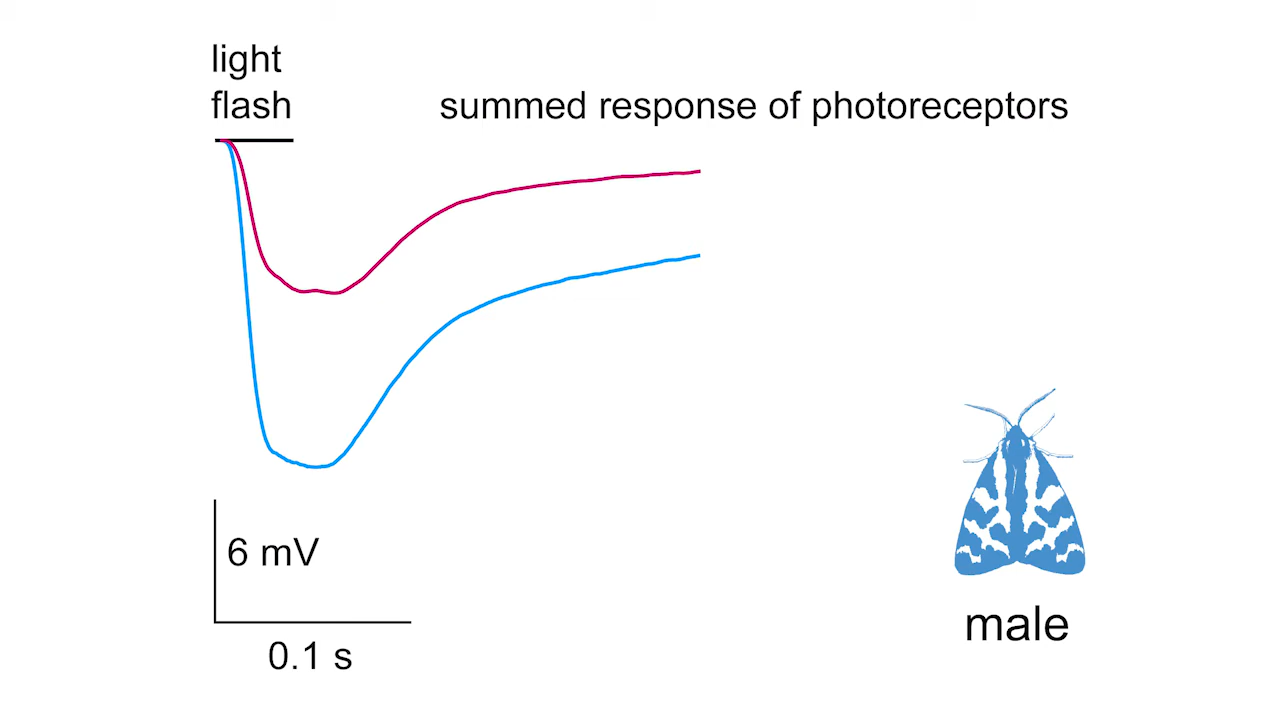 light
flash
summed response of photoreceptors
6 mV
0.1 s
male